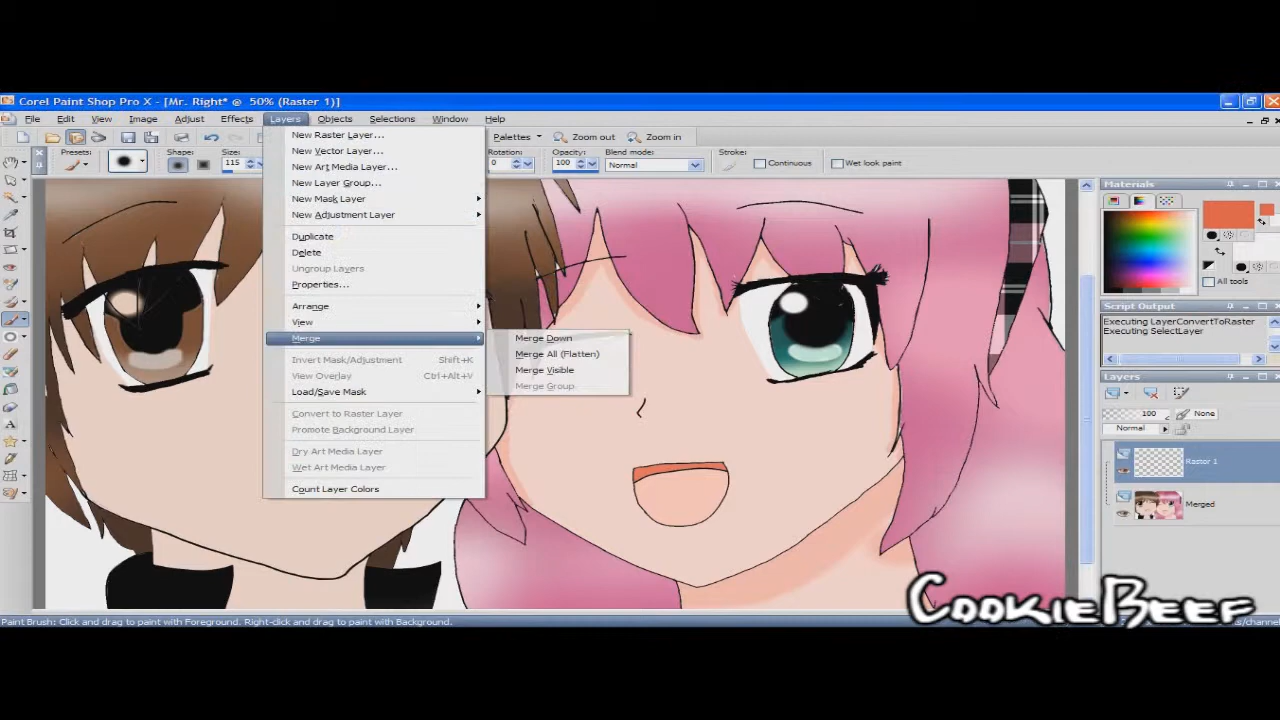 Corel Paint Shop Pro X - [Mr. Right* @ 50% (Raster 1)]
File Edit View Image Adjust Effects Layers Objects Selections Window Help
Palettes Zoom out Zoom in
Presets: Shape: Size: Rotation: Opacity: Blend mode: Stroke:
115 0 100 Normal Continuous Wet look paint
New Raster Layer...
New Vector Layer...
New Art Media Layer...
New Layer Group...
New Mask Layer
New Adjustment Layer
Duplicate
Delete
Ungroup Layers
Properties...
Arrange
View
Merge
Invert Mask/Adjustment Shift+K
View Overlay Ctrl+Alt+V
Load/Save Mask
Convert to Raster Layer
Promote Background Layer
Dry Art Media Layer
Wet Art Media Layer
Count Layer Colors
Merge Down
Merge All (Flatten)
Merge Visible
Merge Group
Materials
All tools
Script Output
Executing LayerConvertToRaster
Executing SelectLayer
Layers
100 None
Normal
Raster 1
Merged
CookieBeef
Paint Brush: Click and drag to paint with Foreground. Right-click and drag to paint with Background.
s/channel